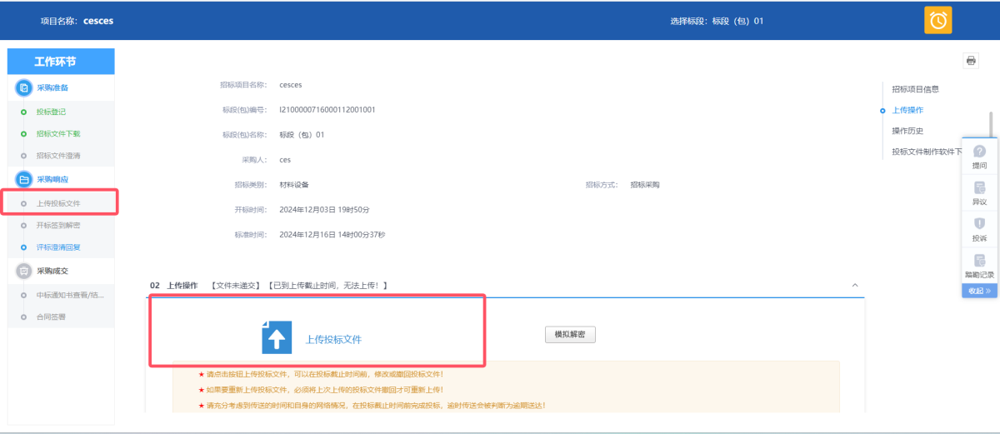 项目名称: cesces
选择标段: 标段（包）01
工作环节
采购准备
投标登记
招标文件下载
招标文件澄清
采购响应
上传投标文件
开标签到解密
评标澄清回复
采购成交
中标通知书查看/结...
合同签署
招标项目名称: cesces
标段(包)编号: I2100000716000112001001
标段(包)名称: 标段（包）01
采购人: ces
招标类别: 材料设备
招标方式: 招标采购
开标时间: 2024年12月03日 19时50分
标准时间: 2024年12月16日 14时00分37秒
02 上传操作 【文件未递交】【已到上传截止时间，无法上传！】
上传投标文件
模拟解密
★ 请点击按钮上传投标文件，可以在投标截止时间前，修改或撤回投标文件!
★ 如果要重新上传投标文件，必须将上次上传的投标文件撤回才可重新上传!
★ 请充分考虑到传送的时间和自身的网络情况，在投标截止时间前完成投标，逾时传送会被判断为逾期送达!
招标项目信息
上传操作
操作历史
投标文件制作软件下
提问
异议
投诉
踏勘记录
收起 »